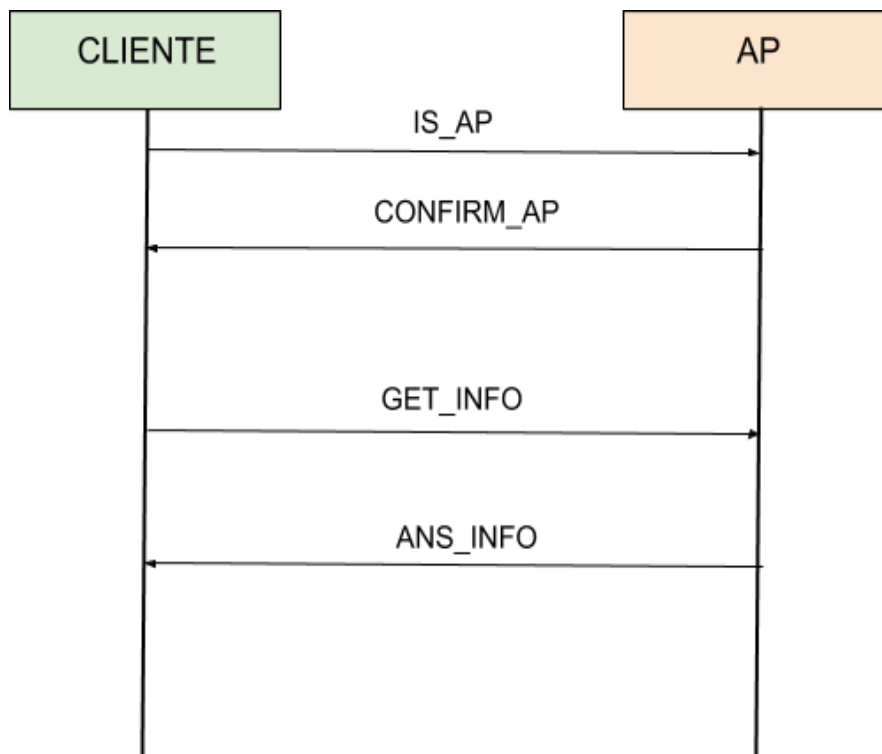 CLIENTE
AP
IS_AP
CONFIRM_AP
GET_INFO
ANS_INFO